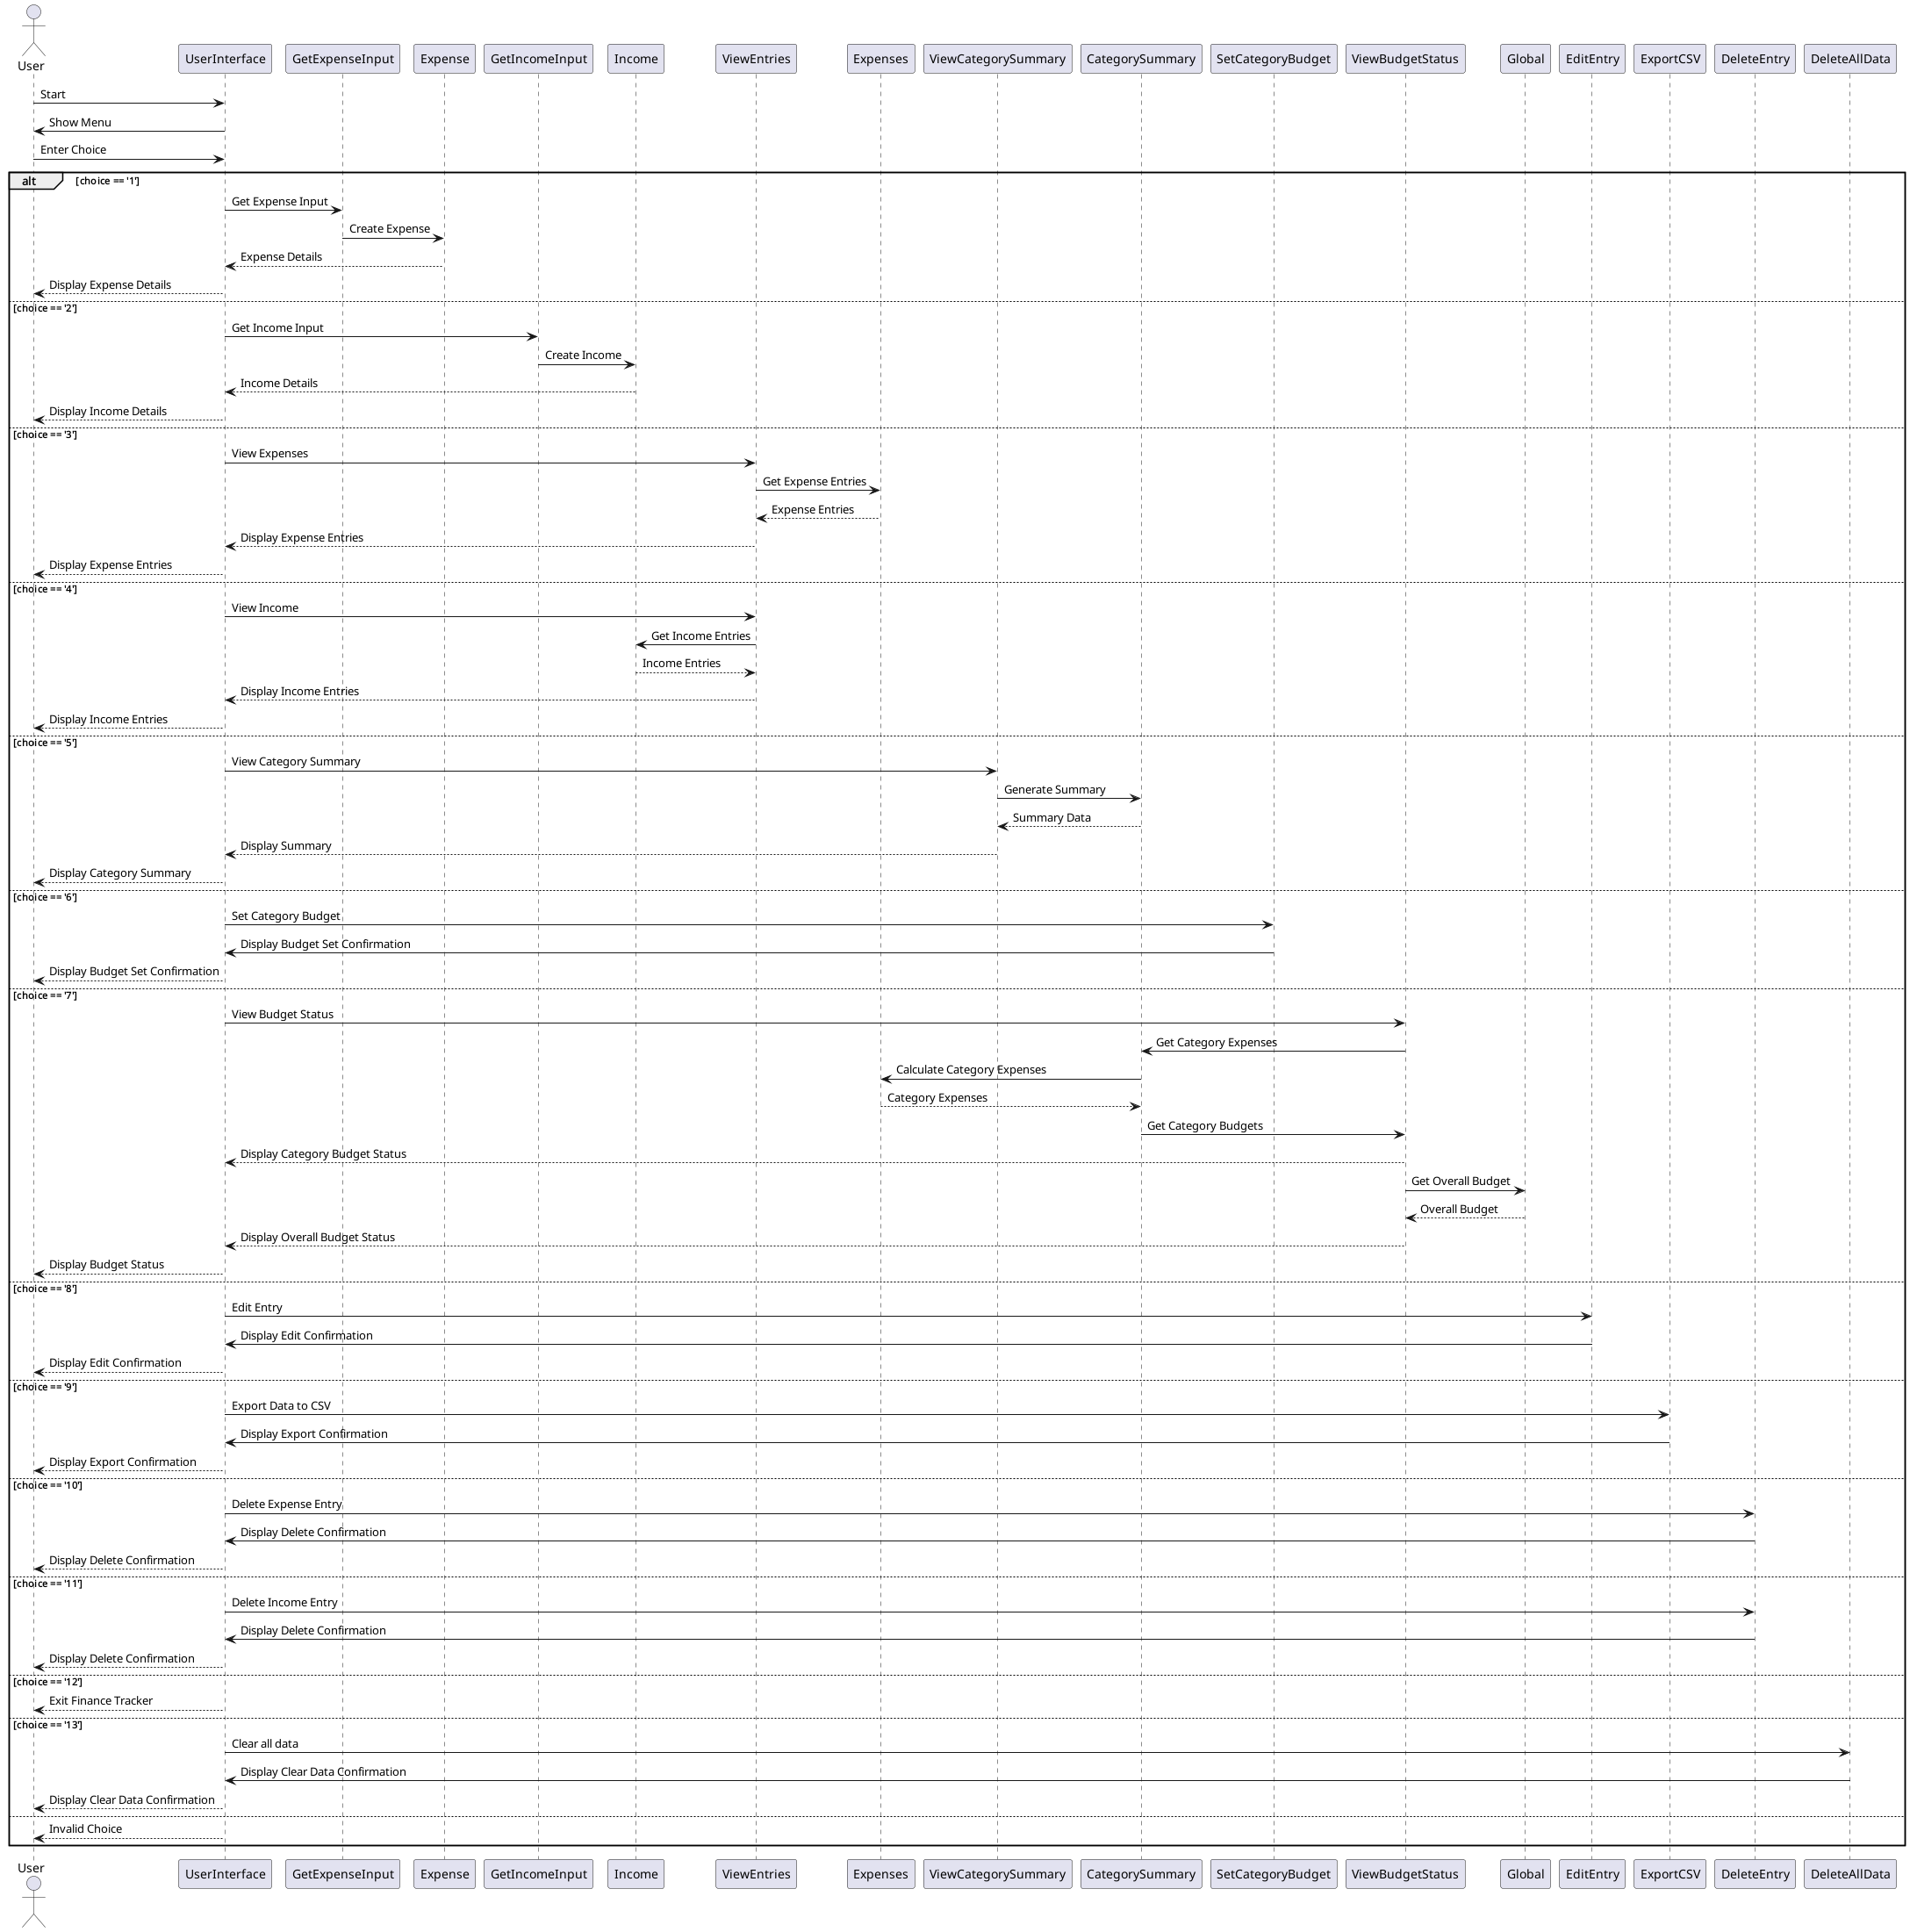 User
UserInterface GetExpenseInput Expense GetIncomeInput Income ViewEntries Expenses ViewCategorySummary CategorySummary SetCategoryBudget ViewBudgetStatus Global EditEntry ExportCSV DeleteEntry DeleteAllData
Start
Show Menu
Enter Choice
alt [choice == '1']
Get Expense Input
Create Expense
Expense Details
Display Expense Details
[choice == '2']
Get Income Input
Create Income
Income Details
Display Income Details
[choice == '3']
View Expenses
Get Expense Entries
Expense Entries
Display Expense Entries
Display Expense Entries
[choice == '4']
View Income
Get Income Entries
Income Entries
Display Income Entries
Display Income Entries
[choice == '5']
View Category Summary
Generate Summary
Summary Data
Display Summary
Display Category Summary
[choice == '6']
Set Category Budget
Display Budget Set Confirmation
Display Budget Set Confirmation
[choice == '7']
View Budget Status
Get Category Expenses
Calculate Category Expenses
Category Expenses
Get Category Budgets
Display Category Budget Status
Get Overall Budget
Overall Budget
Display Overall Budget Status
Display Budget Status
[choice == '8']
Edit Entry
Display Edit Confirmation
Display Edit Confirmation
[choice == '9']
Export Data to CSV
Display Export Confirmation
Display Export Confirmation
[choice == '10']
Delete Expense Entry
Display Delete Confirmation
Display Delete Confirmation
[choice == '11']
Delete Income Entry
Display Delete Confirmation
Display Delete Confirmation
[choice == '12']
Exit Finance Tracker
[choice == '13']
Clear all data
Display Clear Data Confirmation
Display Clear Data Confirmation
Invalid Choice
User
UserInterface GetExpenseInput Expense GetIncomeInput Income ViewEntries Expenses ViewCategorySummary CategorySummary SetCategoryBudget ViewBudgetStatus Global EditEntry ExportCSV DeleteEntry DeleteAllData